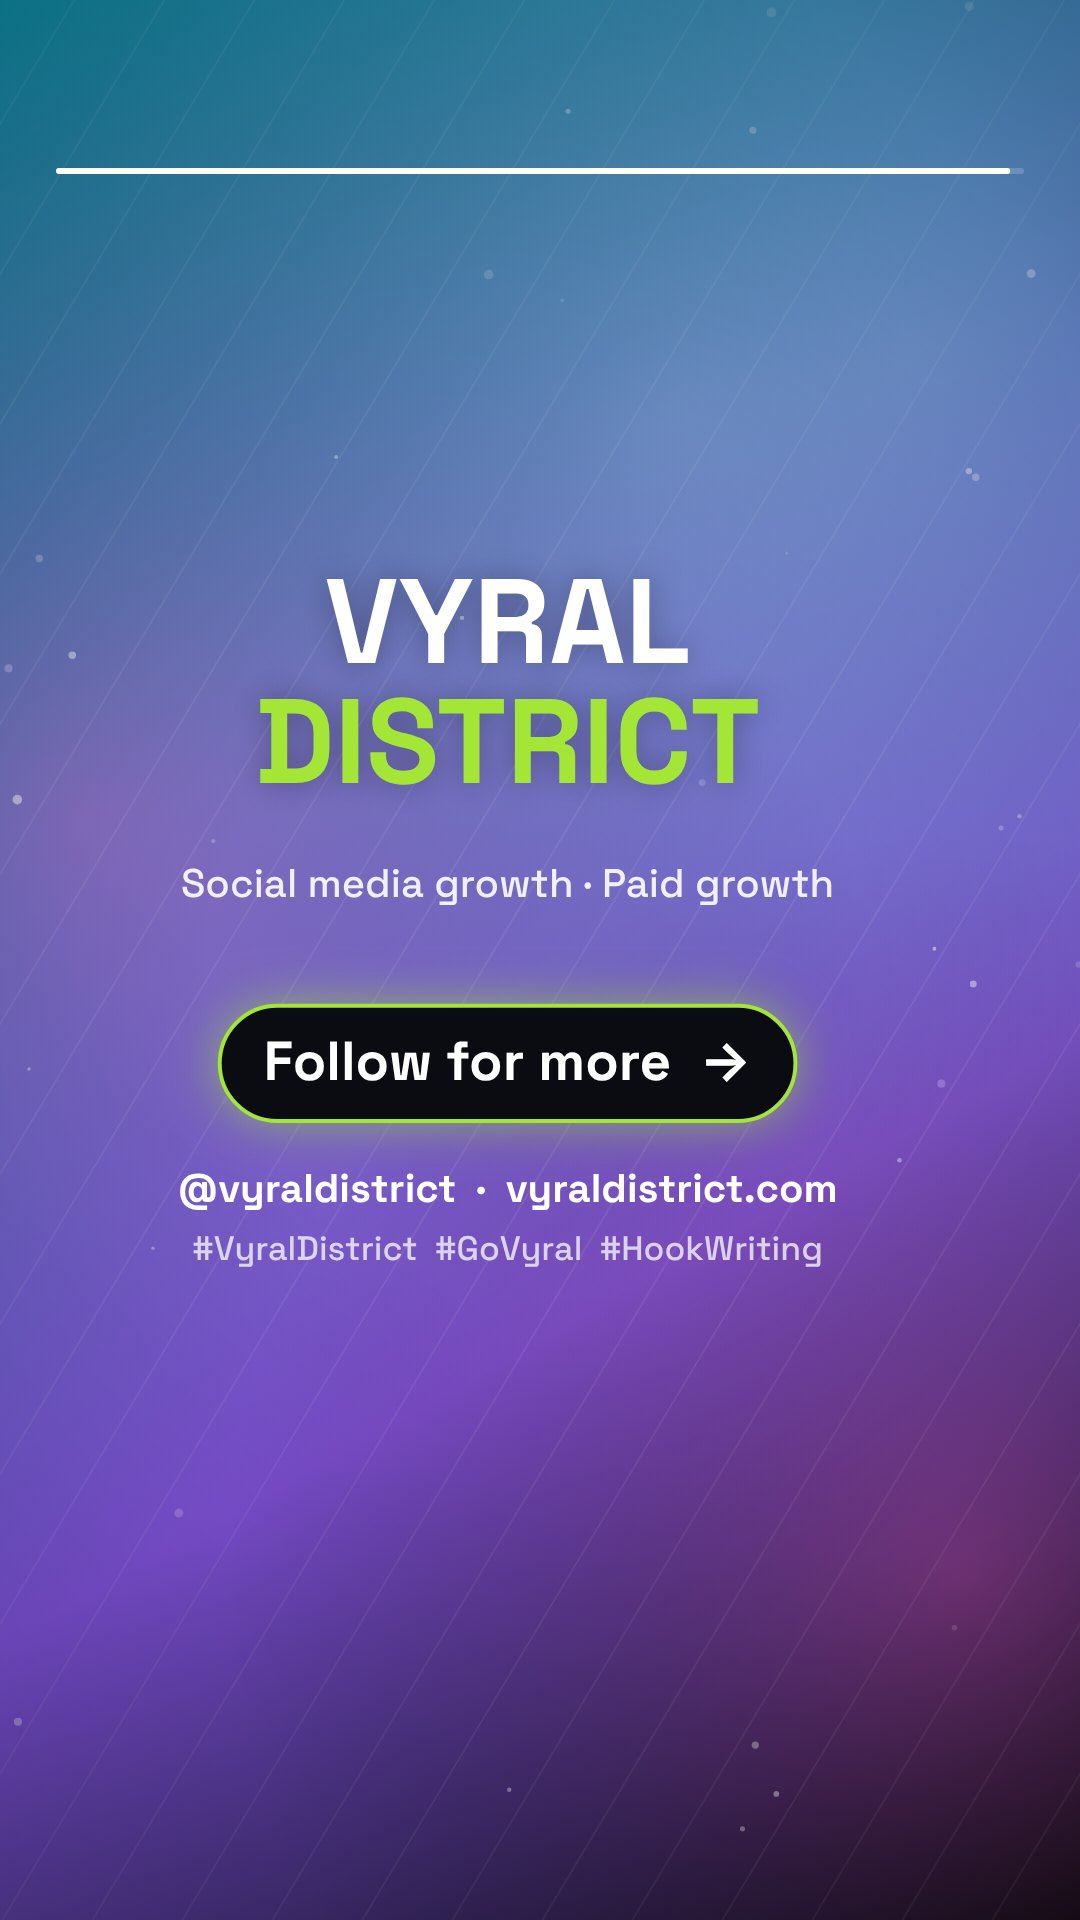 VYRAL
DISTRICT
Social media growth · Paid growth
Follow for more →
@vyraldistrict · vyraldistrict.com
#VyralDistrict #GoVyral #HookWriting